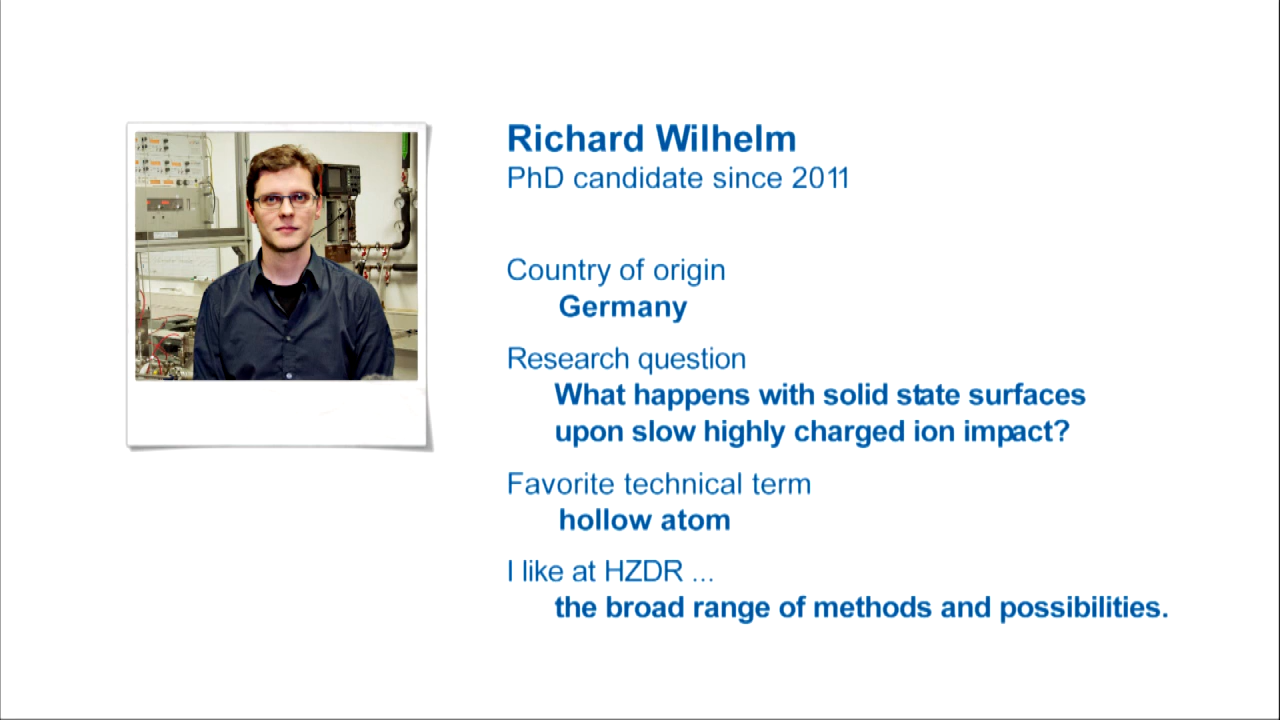 Richard Wilhelm
PhD candidate since 2011
Country of origin
Germany
Research question
What happens with solid state surfaces
upon slow highly charged ion impact?
Favorite technical term
hollow atom
I like at HZDR ...
the broad range of methods and possibilities.